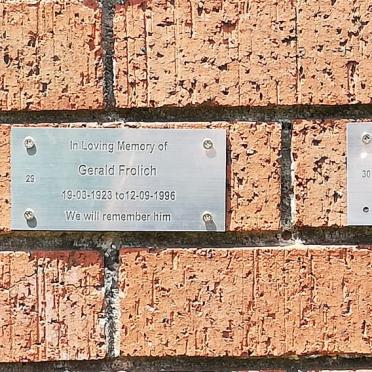 In Loving Memory of
29
Gerald Frolich
19-03-1923 to12-09-1996
We will remember him
30